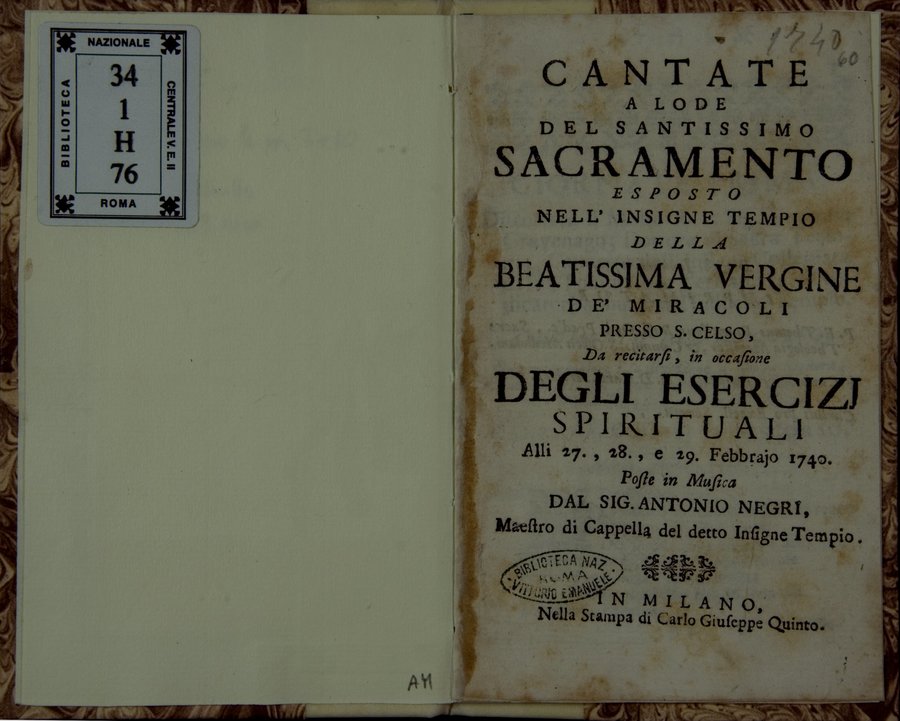 NAZIONALE
BIBLIOTECA
34
1
H
76
CENTRALE V. E. II
ROMA
AM
1740
60
CANTATE
A LODE
DEL SANTISSIMO
SACRAMENTO
ESPOSTO
NELL' INSIGNE TEMPIO
DELLA
BEATISSIMA VERGINE
DE' MIRACOLI
PRESSO S. CELSO,
Da recitarſi, in occaſione
DEGLI ESERCIZJ
SPIRITUALI
Alli 27., 28., e 29. Febbrajo 1740.
Poſte in Muſica
DAL SIG. ANTONIO NEGRI,
Maeſtro di Cappella del detto Inſigne Tempio.
BIBLIOTECA NAZ.
ROMA
VITTORIO EMANUELE
IN MILANO,
Nella Stampa di Carlo Giuſeppe Quinto.